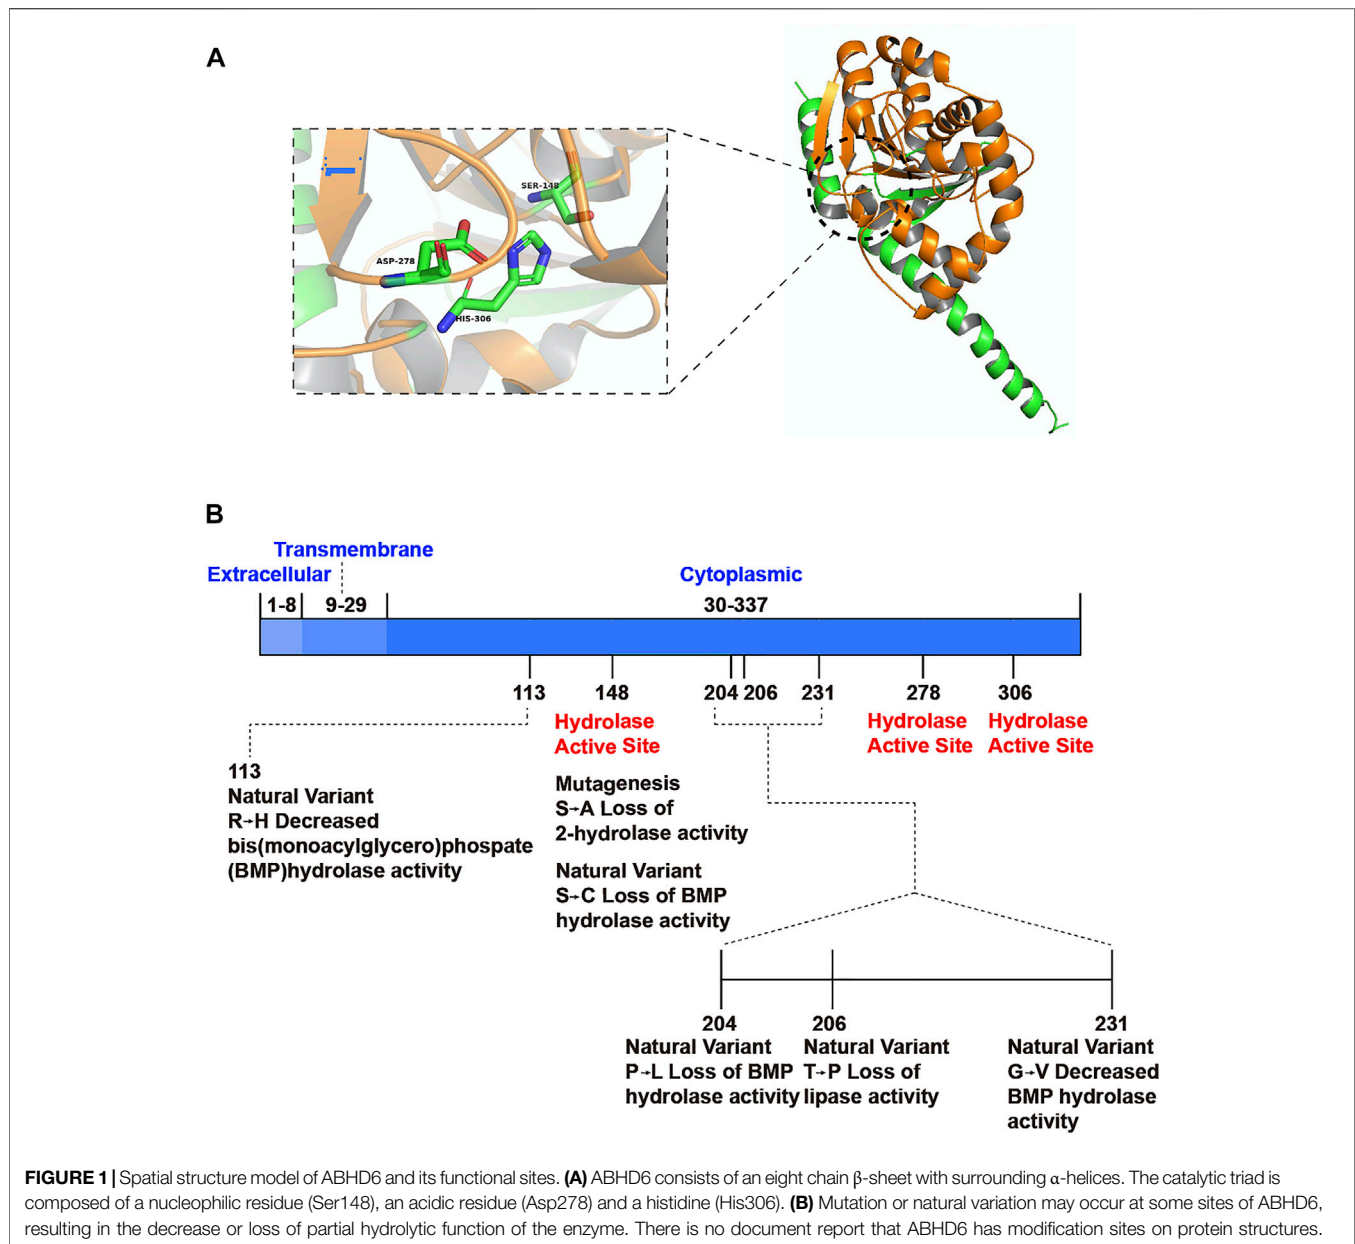 A
SER-148
ASP-278
HIS-306
B
Transmembrane
Extracellular
Cytoplasmic
1-8
9-29
30-337
113
148
204
206
231
278
306
Hydrolase
Active Site
Hydrolase
Active Site
Hydrolase
Active Site
113
Natural Variant
R→H Decreased
bis(monoacylglycero)phospate
(BMP)hydrolase activity
Mutagenesis
S→A Loss of
2-hydrolase activity
Natural Variant
S→C Loss of BMP
hydrolase activity
204
Natural Variant
P→L Loss of BMP
hydrolase activity
206
Natural Variant
T→P Loss of
lipase activity
231
Natural Variant
G→V Decreased
BMP hydrolase
activity
FIGURE 1 | Spatial structure model of ABHD6 and its functional sites. (A) ABHD6 consists of an eight chain β-sheet with surrounding α-helices. The catalytic triad is
composed of a nucleophilic residue (Ser148), an acidic residue (Asp278) and a histidine (His306). (B) Mutation or natural variation may occur at some sites of ABHD6,
resulting in the decrease or loss of partial hydrolytic function of the enzyme. There is no document report that ABHD6 has modification sites on protein structures.